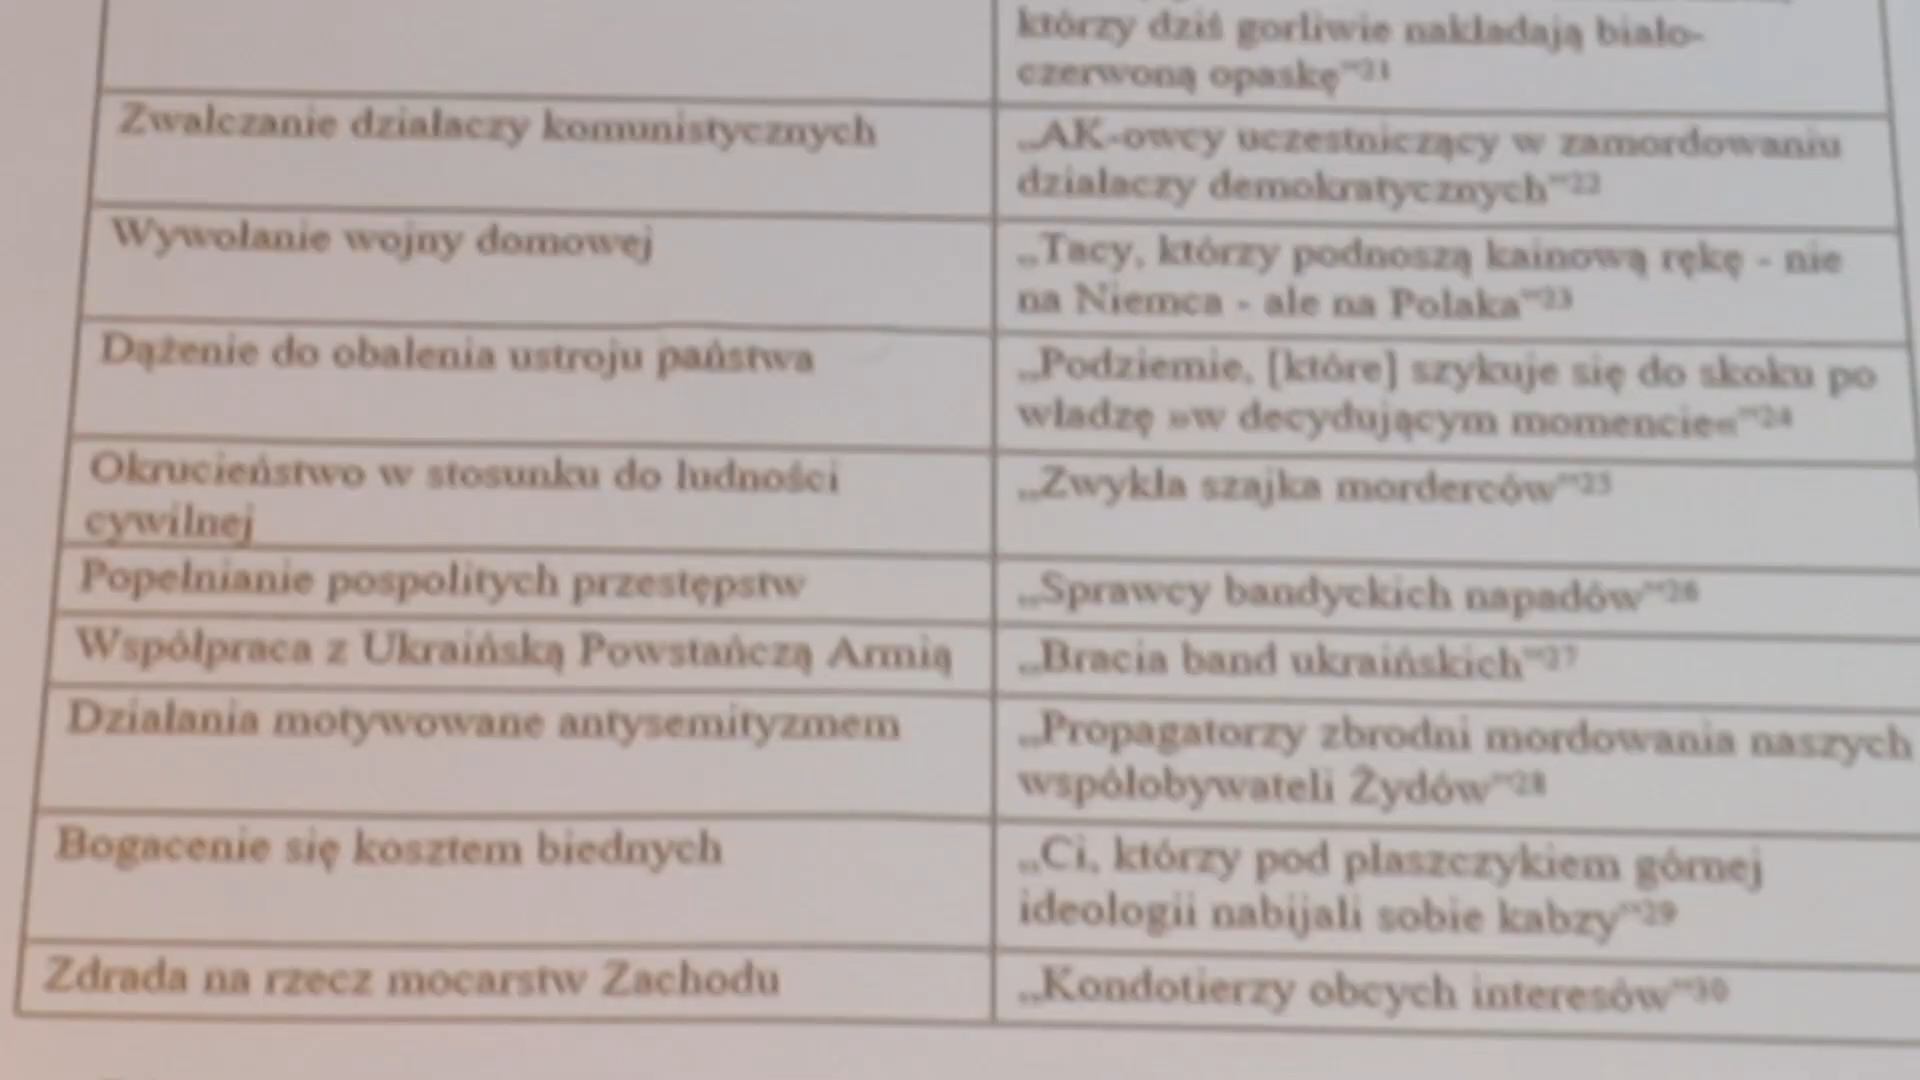 którzy dziś gorliwie nakładają biało-
czerwoną opaskę”21
Zwalczanie działaczy komunistycznych
„AK-owcy uczestniczący w zamordowaniu
działaczy demokratycznych”22
Wywołanie wojny domowej
„Tacy, którzy podnoszą kainową rękę - nie
na Niemca - ale na Polaka”23
Dążenie do obalenia ustroju państwa
„Podziemie, [które] szykuje się do skoku po
władzę »w decydującym momencie«”24
Okrucieństwo w stosunku do ludności
cywilnej
„Zwykła szajka morderców”25
Popełnianie pospolitych przestępstw
„Sprawcy bandyckich napadów”26
Współpraca z Ukraińską Powstańczą Armią
„Bracia band ukraińskich”27
Działania motywowane antysemityzmem
„Propagatorzy zbrodni mordowania naszych
współobywateli Żydów”28
Bogacenie się kosztem biednych
„Ci, którzy pod płaszczykiem górnej
ideologii nabijali sobie kabzy”29
Zdrada na rzecz mocarstw Zachodu
„Kondotierzy obcych interesów”30